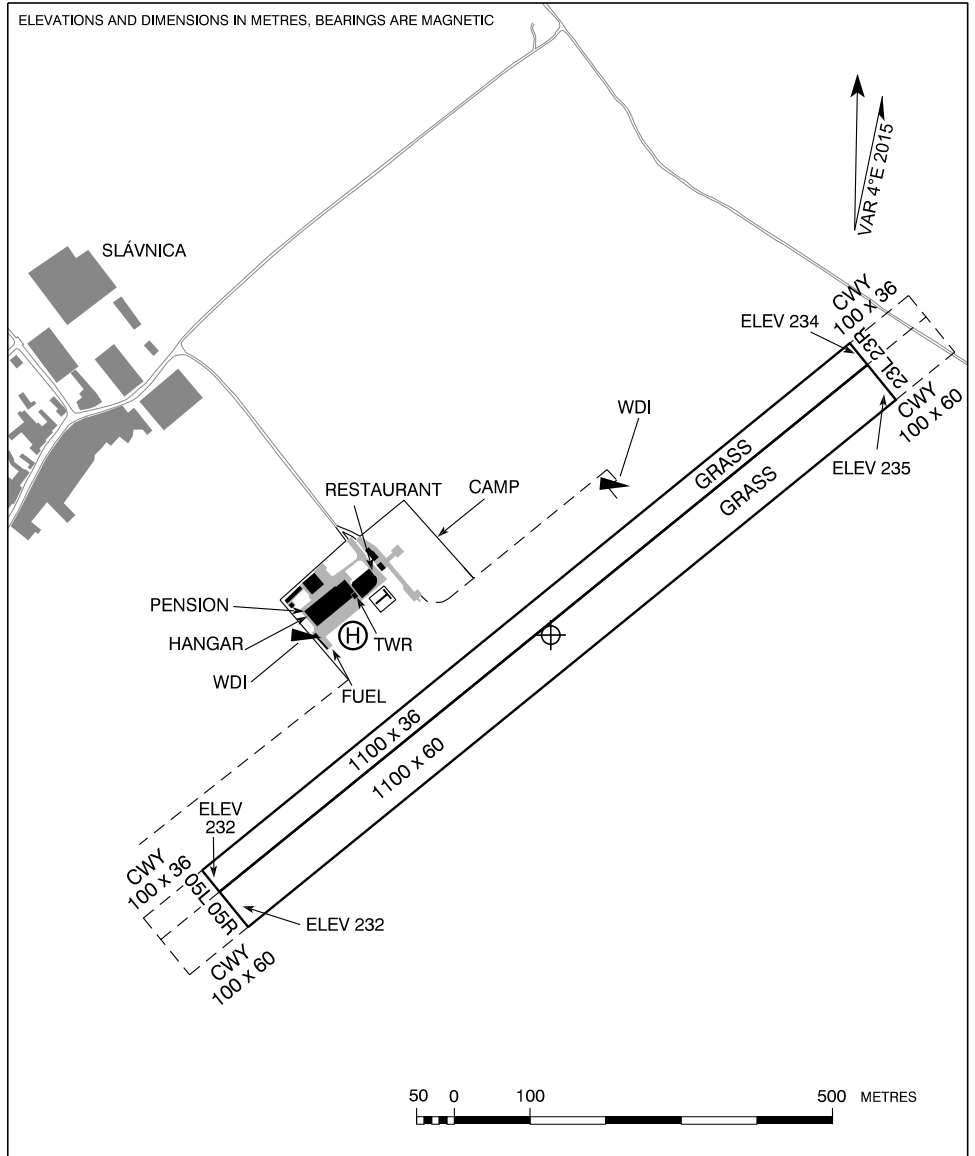 ELEVATIONS AND DIMENSIONS IN METRES, BEARINGS ARE MAGNETIC
VAR 4°E 2015
SLÁVNICA
CWY
100 x 36
ELEV 234
23R
23L
CWY
100 x 60
ELEV 235
WDI
GRASS
GRASS
RESTAURANT
CAMP
T
PENSION
HANGAR
H
TWR
WDI
FUEL
1100 x 36
1100 x 60
ELEV
232
CWY
100 x 36
05L
05R
ELEV 232
CWY
100 x 60
50 0 100 500 METRES